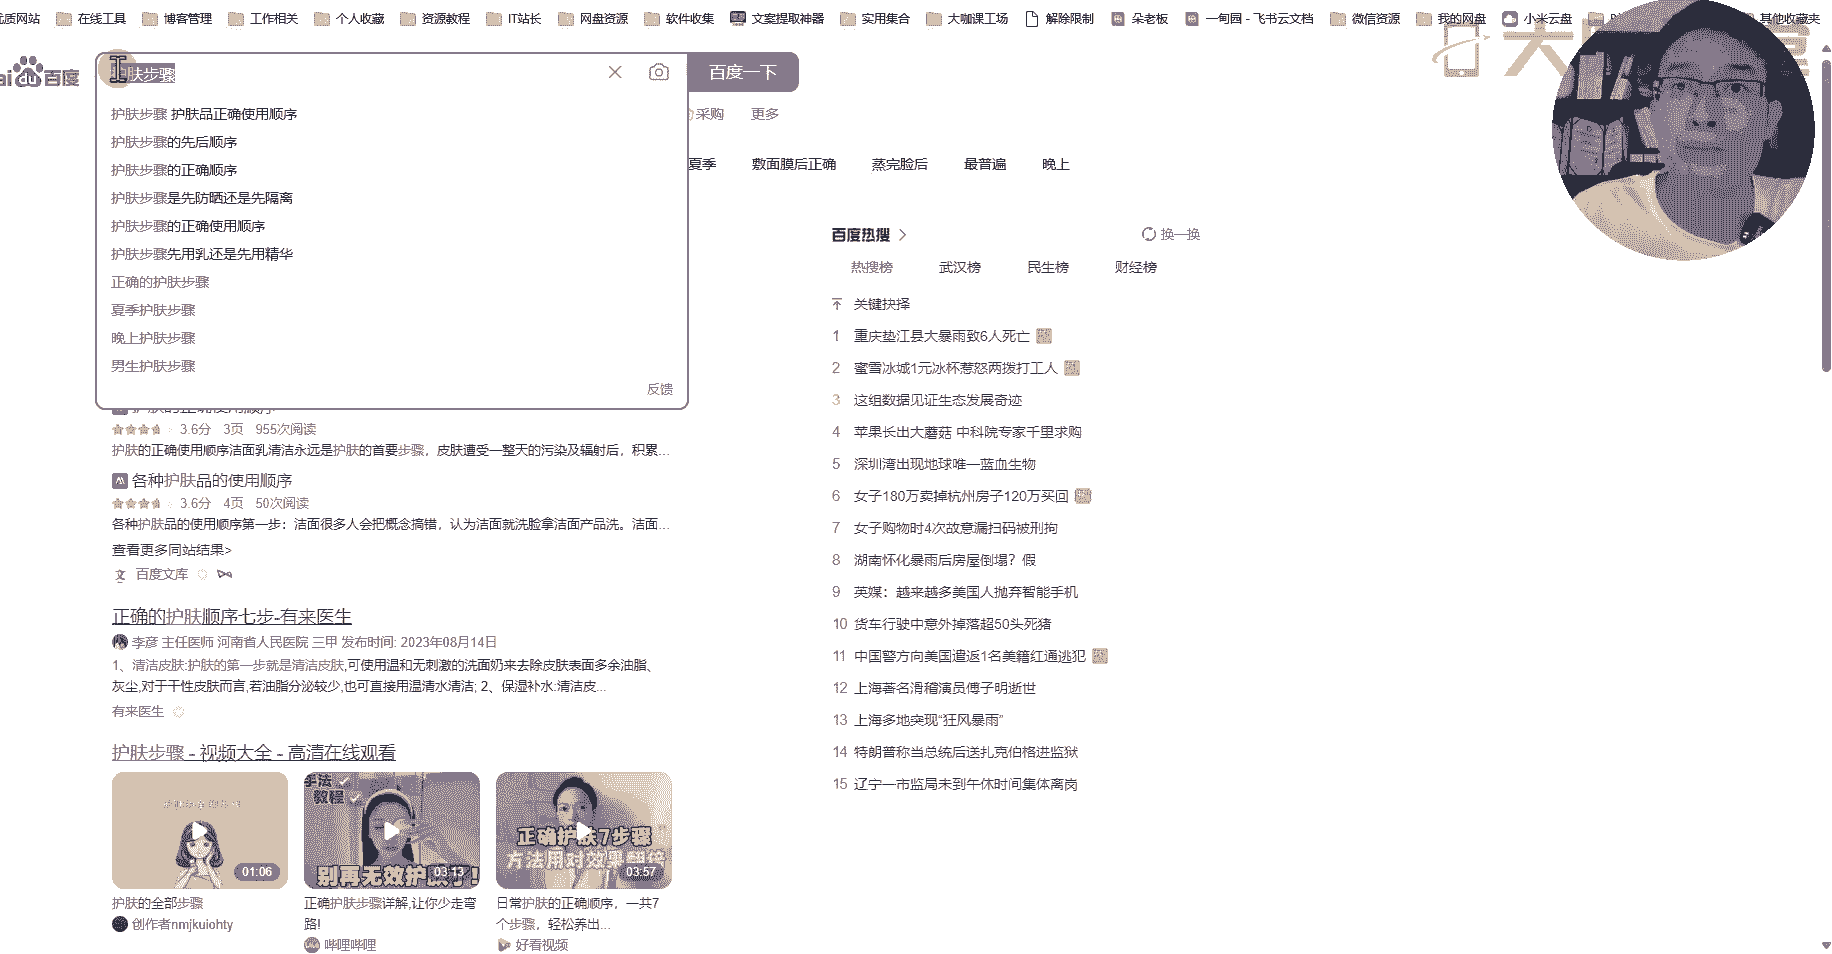 优质网站 在线工具 博客管理 工作相关 个人收藏 资源教程 IT站长 网盘资源 软件收集 文案提取神器 实用集合 大咖课工场 解除限制 朵老板 一甸园 - 飞书云文档 微信资源 我的网盘 小米云盘 其他收藏夹
Baidu百度 护肤步骤 百度一下
护肤步骤 护肤品正确使用顺序
采购 更多
护肤步骤的先后顺序
护肤步骤的正确顺序
夏季 敷面膜后正确 蒸完脸后 最普遍 晚上
护肤步骤是先防晒还是先隔离
护肤步骤的正确使用顺序
护肤步骤先用乳还是先用精华
正确的护肤步骤
夏季护肤步骤
晚上护肤步骤
男生护肤步骤
反馈
护肤的正确使用顺序
3.6分 3页 955次阅读
护肤的正确使用顺序洁面乳清洁永远是护肤的首要步骤，皮肤遭受一整天的污染及辐射后，积累...
各种护肤品的使用顺序
3.6分 4页 50次阅读
各种护肤品的使用顺序第一步：洁面很多人会把概念搞错，认为洁面就洗脸拿洁面产品洗。洁面...
查看更多同站结果>
百度文库
正确的护肤顺序七步-有来医生
李彦 主任医师 河南省人民医院 三甲 发布时间: 2023年08月14日
1、清洁皮肤:护肤的第一步就是清洁皮肤,可使用温和无刺激的洗面奶来去除皮肤表面多余油脂、
灰尘,对于干性皮肤而言,若油脂分泌较少,也可直接用温清水清洁; 2、保湿补水:清洁皮...
有来医生
护肤步骤 - 视频大全 - 高清在线观看
01:06
手法
教程
别再无效护肤了!
03:13
正确护肤7步骤
方法用对效果翻倍
03:57
护肤的全部步骤
创作者nmjkuiohty
正确护肤步骤详解,让你少走弯
路!
哔哩哔哩
日常护肤的正确顺序，一共7
个步骤，轻松养出...
好看视频
百度热搜 换一换
热搜榜 武汉榜 民生榜 财经榜
关键抉择
1 重庆垫江县大暴雨致6人死亡
2 蜜雪冰城1元冰杯惹怒两拨打工人
3 这组数据见证生态发展奇迹
4 苹果长出大蘑菇 中科院专家千里求购
5 深圳湾出现地球唯一蓝血生物
6 女子180万卖掉杭州房子120万买回
7 女子购物时4次故意漏扫码被刑拘
8 湖南怀化暴雨后房屋倒塌？假
9 英媒：越来越多美国人抛弃智能手机
10 货车行驶中意外掉落超50头死猪
11 中国警方向美国遣返1名美籍红通逃犯
12 上海著名滑稽演员傅子明逝世
13 上海多地突现“狂风暴雨”
14 特朗普称当总统后送扎克伯格进监狱
15 辽宁一市监局未到午休时间集体离岗